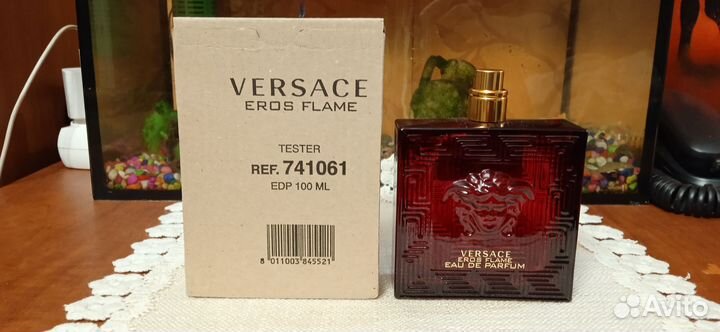 VERSACE
EROS FLAME
TESTER
REF. 741061
EDP 100 ML
8 011003 845521
VERSACE
EROS FLAME
EAU DE PARFUM
Avito